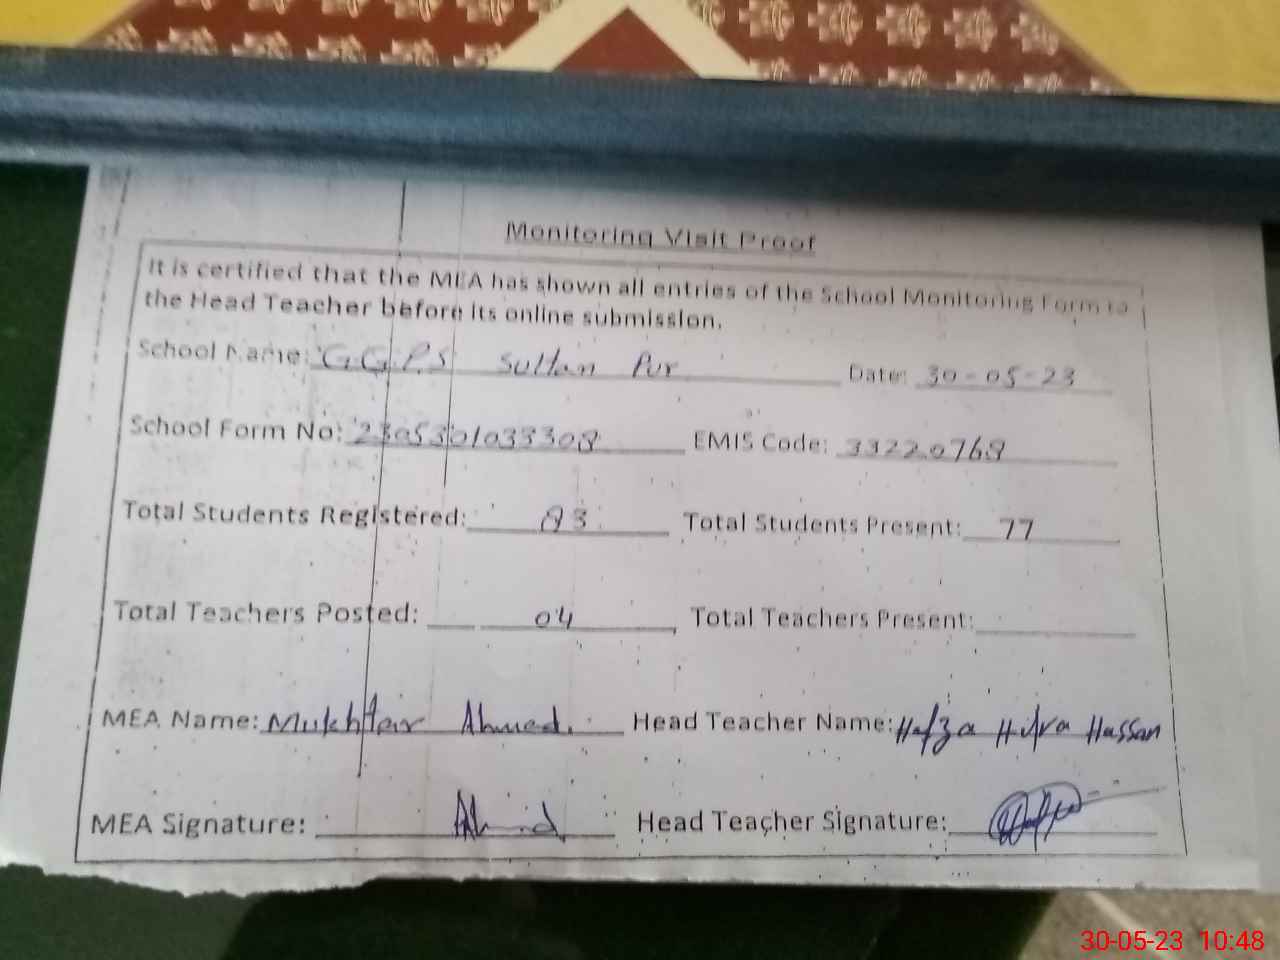 Monitoring Visit Proof
It is certified that the MEA has shown all entries of the School Monitoring Form to
the Head Teacher before its online submission.
School Name: G.G.P.S Sultan Pur Date: 30-05-23
School Form No: 2305301033308 EMIS Code: 33220768
Total Students Registered: 93 Total Students Present: 77
Total Teachers Posted: 04 Total Teachers Present:
MEA Name: Mukhtar Ahmed. Head Teacher Name: Hafza Hassan
MEA Signature: Head Teacher Signature:
30-05-23 10:48